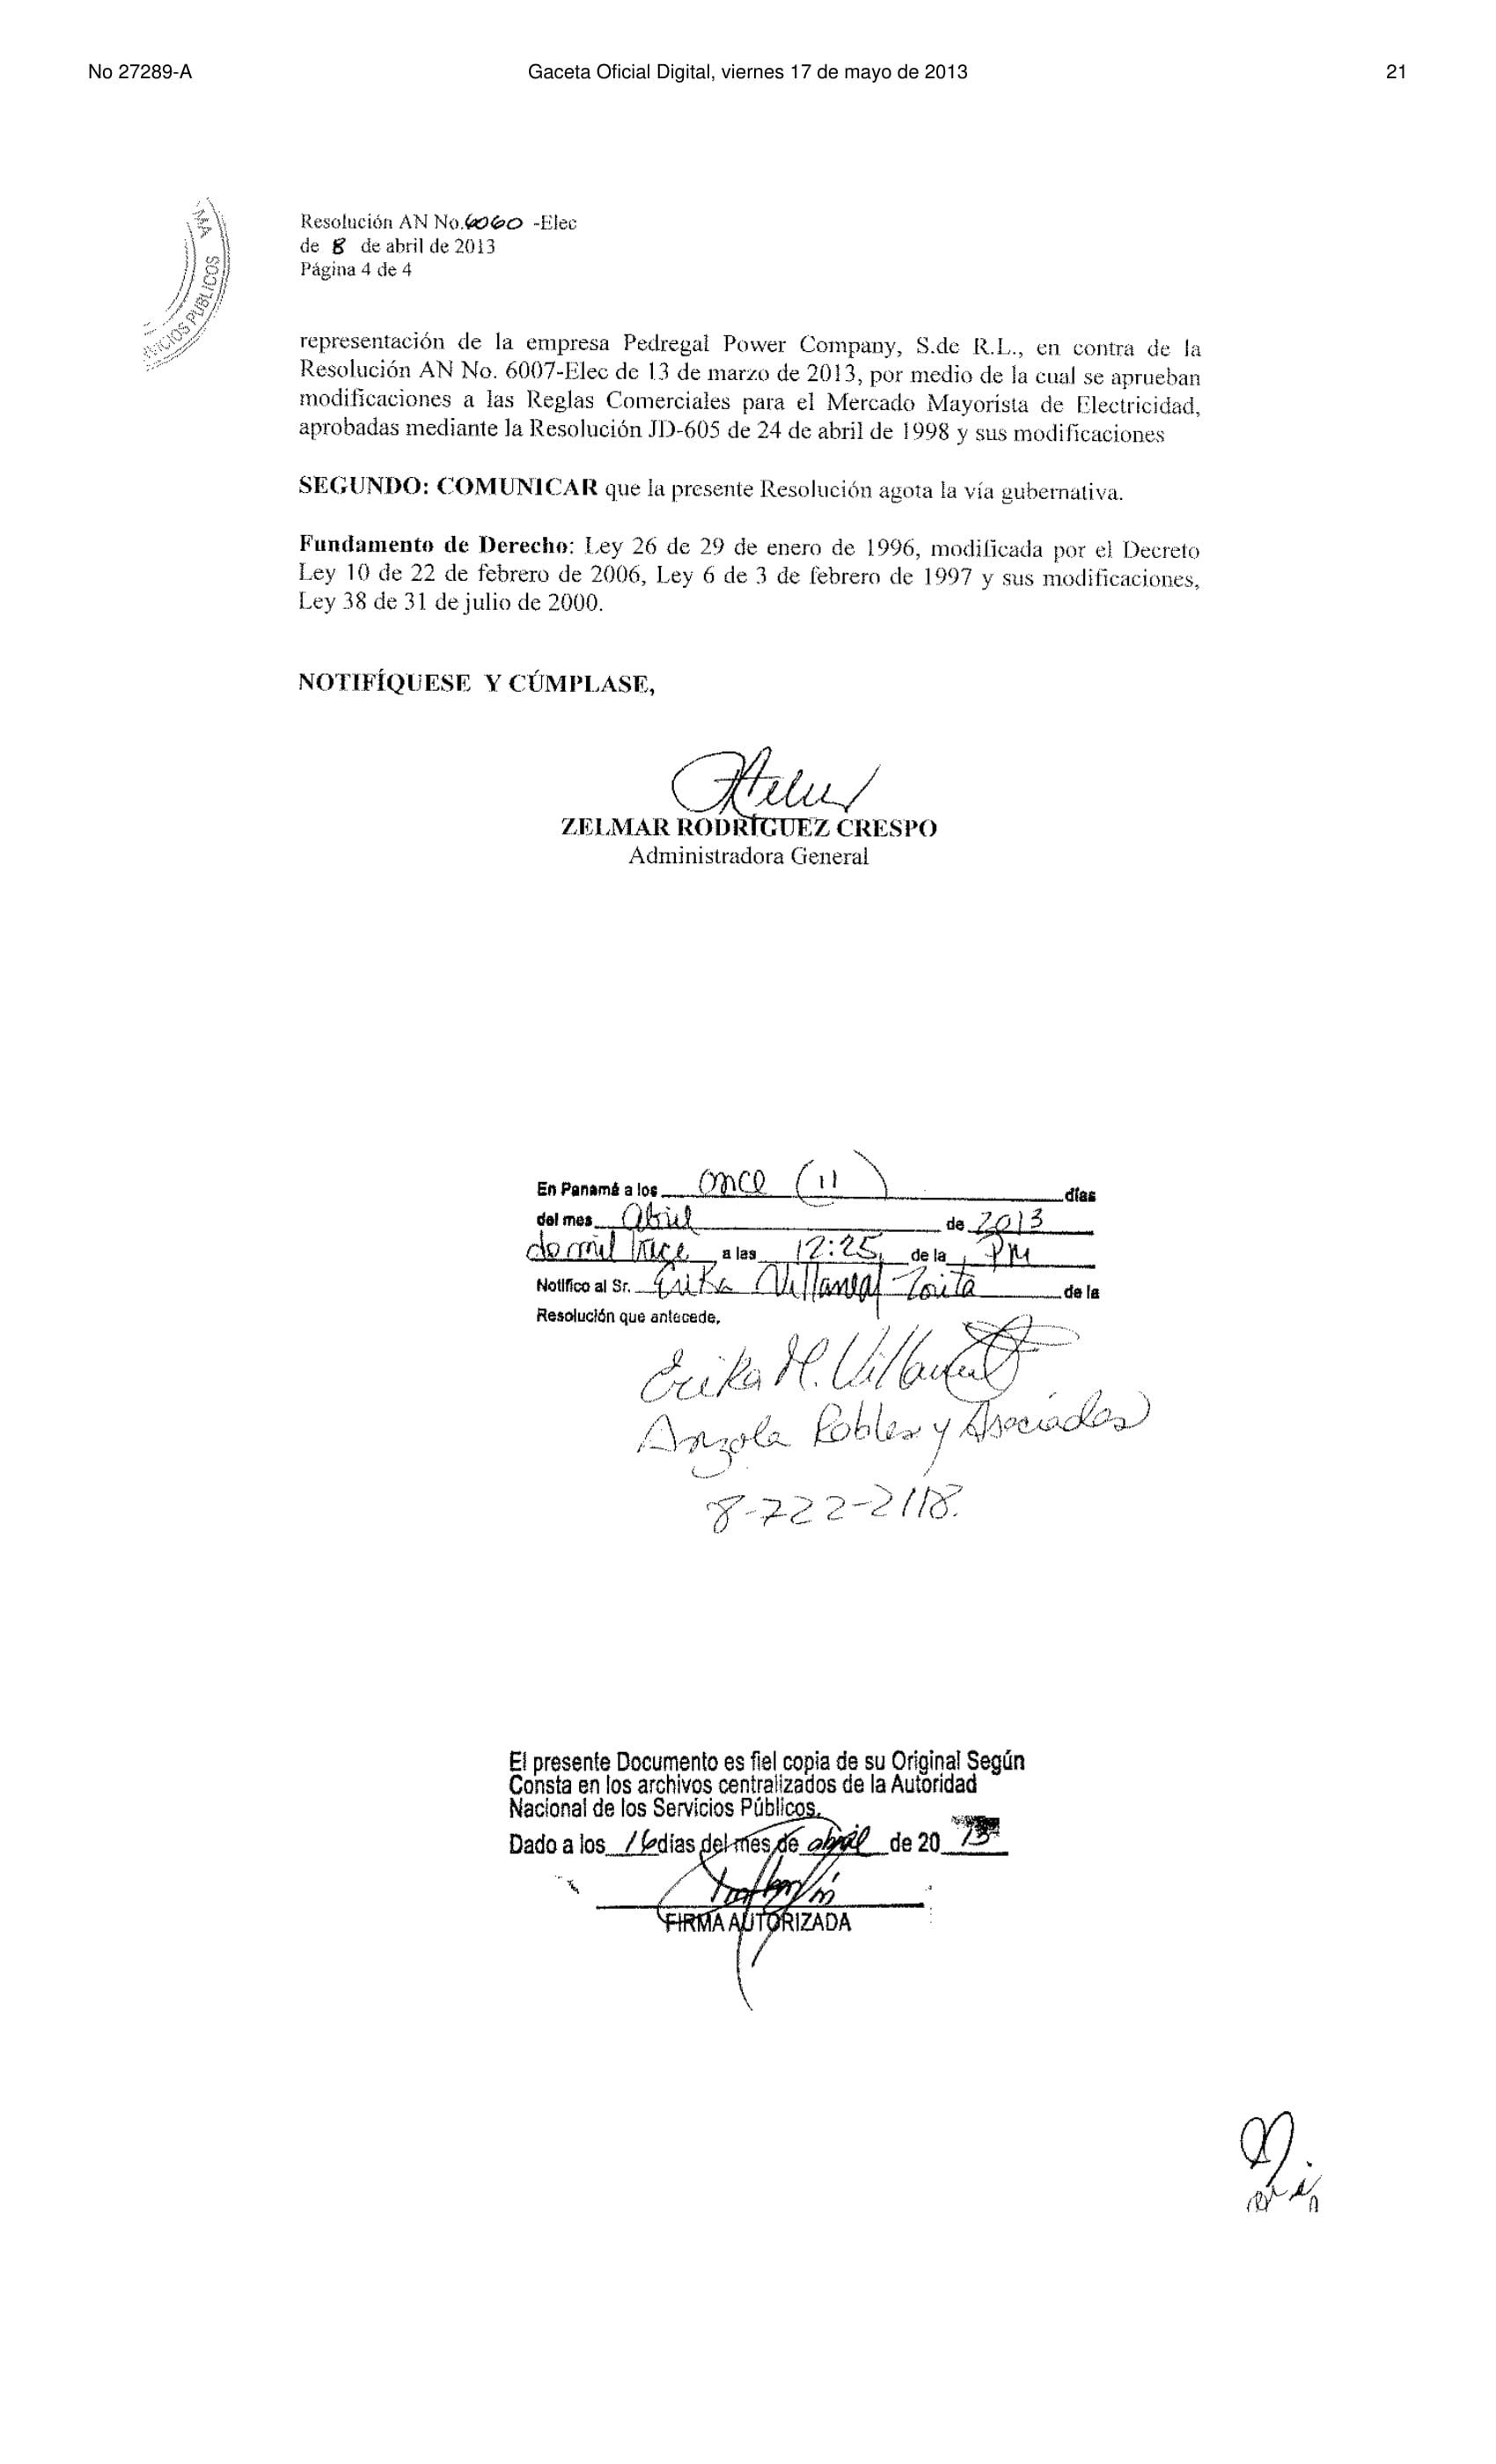 No 27289-A Gaceta Oficial Digital, viernes 17 de mayo de 2013 21
MA
RVICIOS PUBLICOS
Resolución AN No.6060 -Elec
de 8 de abril de 2013
Página 4 de 4
representación de la empresa Pedregal Power Company, S.de R.L., en contra de la
Resolución AN No. 6007-Elec de 13 de marzo de 2013, por medio de la cual se aprueban
modificaciones a las Reglas Comerciales para el Mercado Mayorista de Electricidad,
aprobadas mediante la Resolución JD-605 de 24 de abril de 1998 y sus modificaciones
SEGUNDO: COMUNICAR que la presente Resolución agota la vía gubernativa.
Fundamento de Derecho: Ley 26 de 29 de enero de 1996, modificada por el Decreto
Ley 10 de 22 de febrero de 2006, Ley 6 de 3 de febrero de 1997 y sus modificaciones,
Ley 38 de 31 de julio de 2000.
NOTIFÍQUESE Y CÚMPLASE,
ZELMAR RODRÍGUEZ CRESPO
Administradora General
En Panamá a los once (11) días
del mes abril de 2013
do mil trece a las 12:25 de la PM
Notifico al Sr. Erika de la
Resolución que antecede.
Erika M.
Anzola Robles y Asociados
8-722-2118.
El presente Documento es fiel copia de su Original Según
Consta en los archivos centralizados de la Autoridad
Nacional de los Servicios Públicos.
Dado a los 16 días del mes de abril de 20 13
FIRMA AUTORIZADA